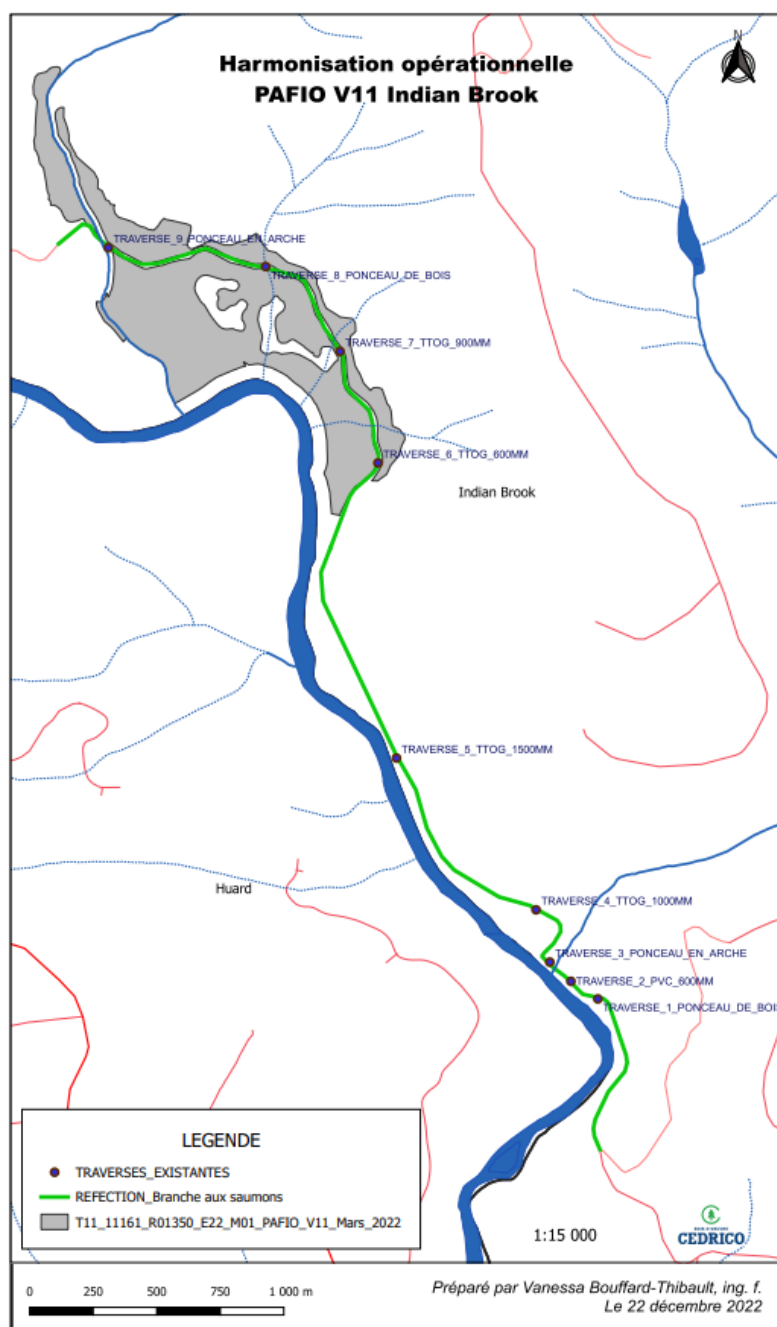 Harmonisation opérationnelle
PAFIO V11 Indian Brook
N
TRAVERSE_9_PONCEAU_EN_ARCHE
TRAVERSE_8_PONCEAU_DE_BOIS
TRAVERSE_7_TTOG_900MM
TRAVERSE_6_TTOG_600MM
Indian Brook
TRAVERSE_5_TTOG_1500MM
Huard
TRAVERSE_4_TTOG_1000MM
TRAVERSE_3_PONCEAU_EN_ARCHE
TRAVERSE_2_PVC_600MM
TRAVERSE_1_PONCEAU_DE_BOIS
LEGENDE
TRAVERSES_EXISTANTES
REFECTION_Branche aux saumons
T11_11161_R01350_E22_M01_PAFIO_V11_Mars_2022
1:15 000
CEDRICO
0 250 500 750 1 000 m
Préparé par Vanessa Bouffard-Thibault, ing. f.
Le 22 décembre 2022